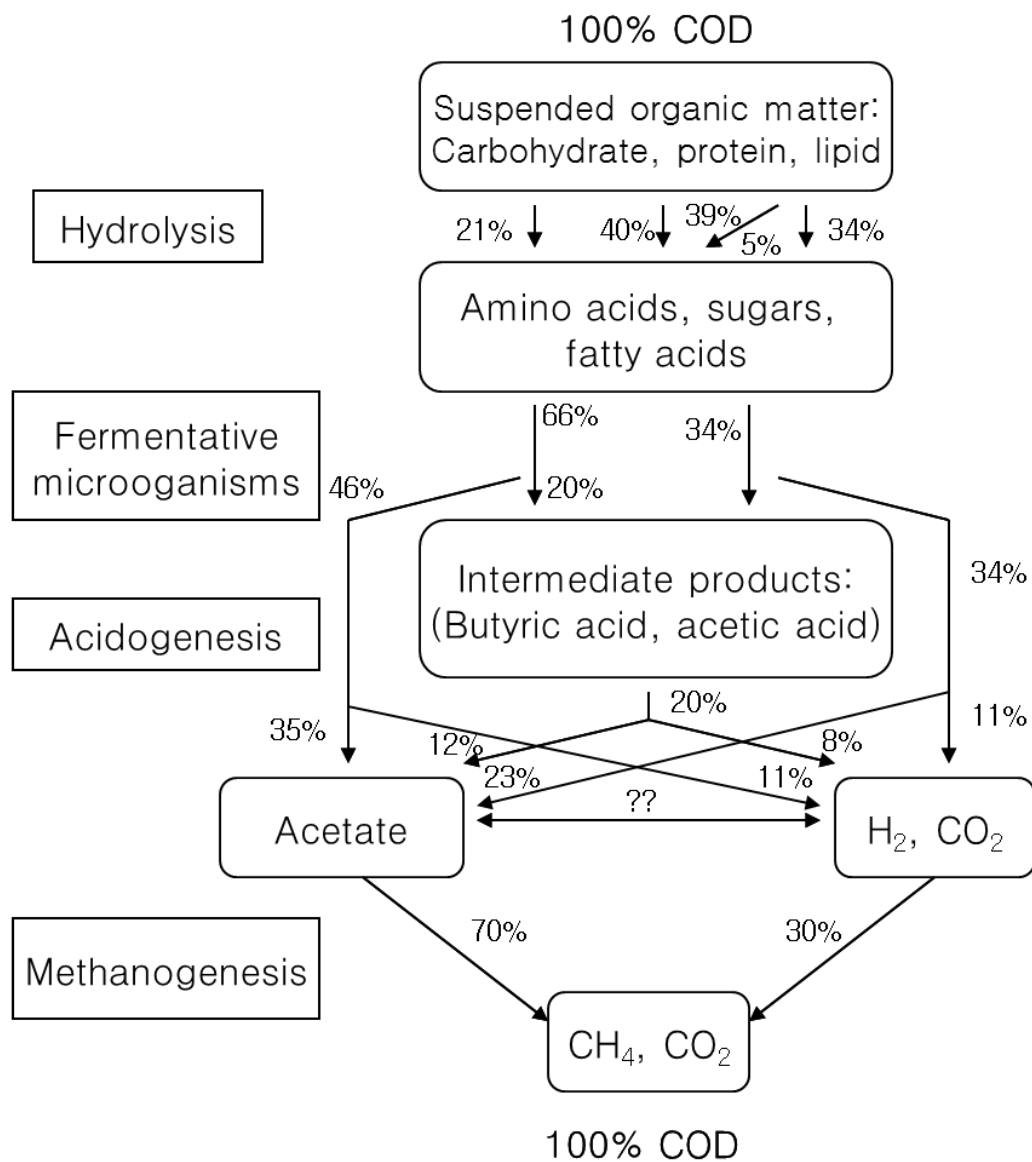 100% COD
Suspended organic matter:
Carbohydrate, protein, lipid
Hydrolysis
21%
40%
39%
5%
34%
Amino acids, sugars,
fatty acids
Fermentative
microoganisms
66%
34%
46%
20%
Intermediate products:
(Butyric acid, acetic acid)
34%
Acidogenesis
20%
35%
12%
8%
11%
23%
11%
??
Acetate
H₂, CO₂
Methanogenesis
70%
30%
CH₄, CO₂
100% COD